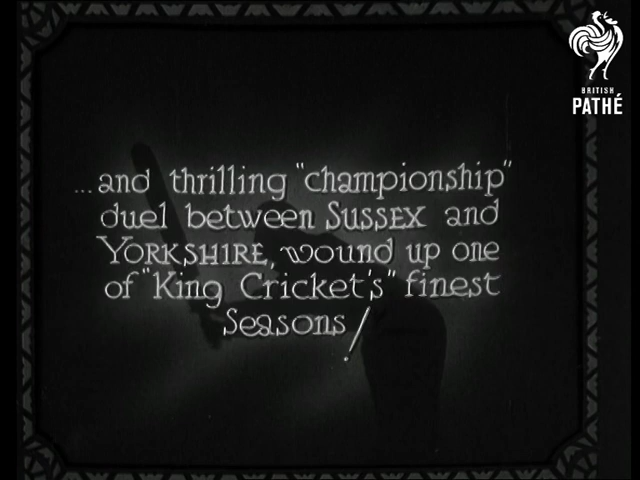 BRITISH
PATHÉ
...and thrilling "championship"
duel between SUSSEX and
YORKSHIRE, wound up one
of "King Cricket's" finest
Seasons!